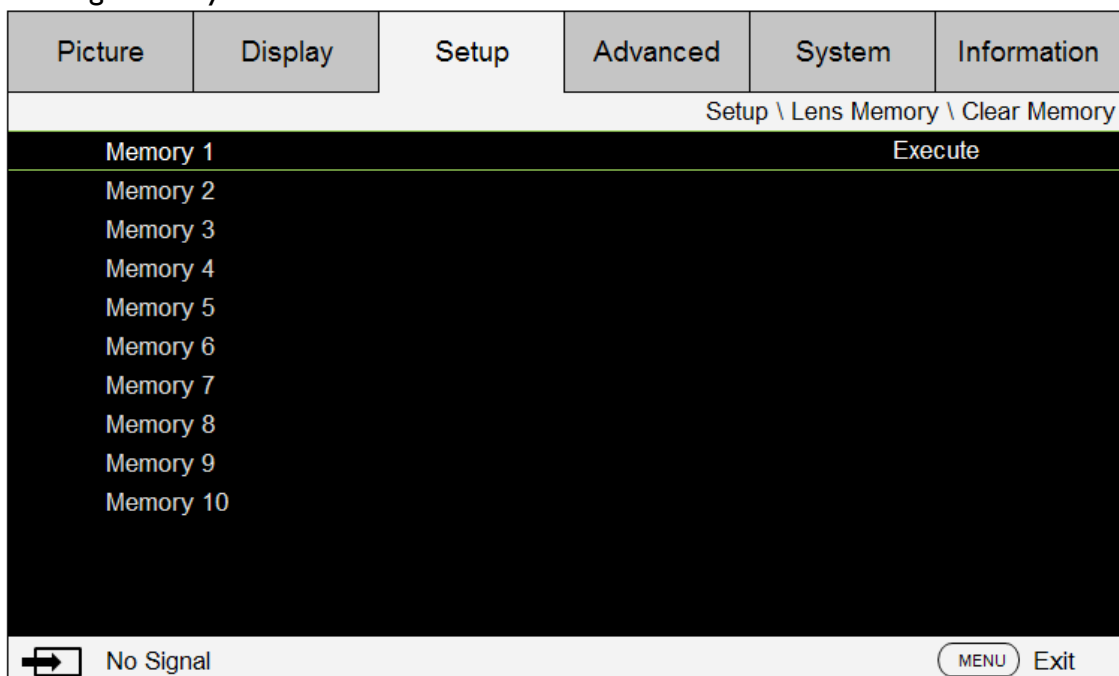 Picture Display Setup Advanced System Information
Setup \ Lens Memory \ Clear Memory
Memory 1 Execute
Memory 2
Memory 3
Memory 4
Memory 5
Memory 6
Memory 7
Memory 8
Memory 9
Memory 10
No Signal MENU Exit